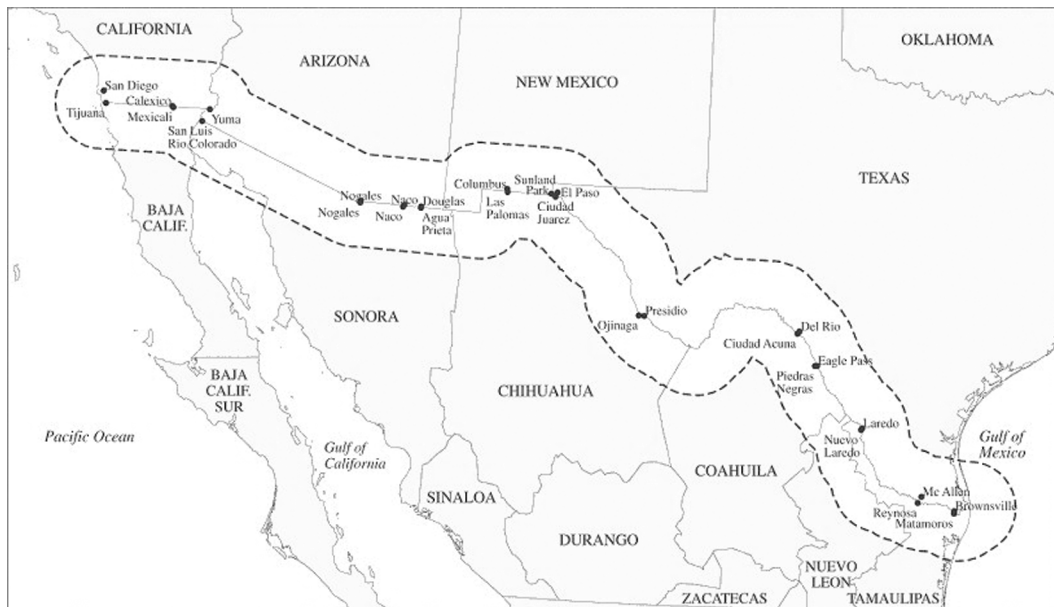 CALIFORNIA
ARIZONA
OKLAHOMA
NEW MEXICO
San Diego
Calexico
Tijuana
Mexicali
Yuma
San Luis
Rio Colorado
TEXAS
Columbus
Sunland
Park
El Paso
Las
Palomas
Ciudad
Juarez
Nogales
Nogales
Naco
Naco
Douglas
Agua
Prieta
BAJA
CALIF.
SONORA
Presidio
Ojinaga
Del Rio
Ciudad Acuna
Eagle Pass
Piedras
Negras
BAJA
CALIF.
SUR
CHIHUAHUA
Pacific Ocean
Gulf of
California
Laredo
Nuevo
Laredo
Gulf of
Mexico
COAHUILA
SINALOA
Mc Allan
Reynosa
Brownsville
Matamoros
DURANGO
NUEVO
LEON
ZACATECAS
TAMAULIPAS